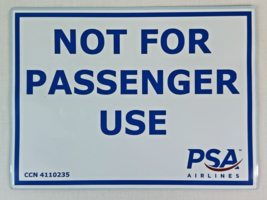 NOT FOR
PASSENGER
USE
PSA
AIRLINES
CCN 4110235